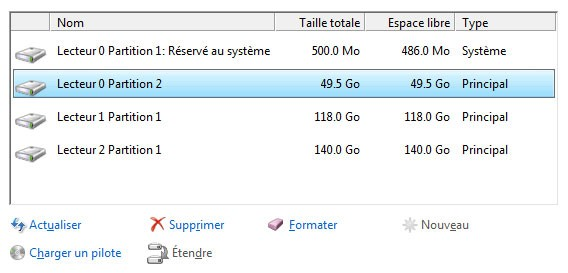 Nom Taille totale Espace libre Type
Lecteur 0 Partition 1: Réservé au système 500.0 Mo 486.0 Mo Système
Lecteur 0 Partition 2 49.5 Go 49.5 Go Principal
Lecteur 1 Partition 1 118.0 Go 118.0 Go Principal
Lecteur 2 Partition 1 140.0 Go 140.0 Go Principal
Actualiser Supprimer Formater Nouveau
Charger un pilote Étendre